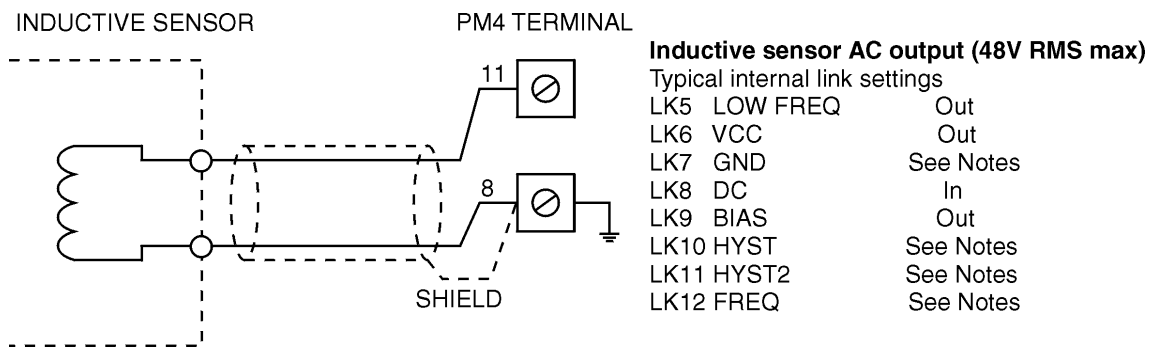 INDUCTIVE SENSOR
PM4 TERMINAL
11
8
SHIELD
Inductive sensor AC output (48V RMS max)
Typical internal link settings
LK5 LOW FREQ Out
LK6 VCC Out
LK7 GND See Notes
LK8 DC In
LK9 BIAS Out
LK10 HYST See Notes
LK11 HYST2 See Notes
LK12 FREQ See Notes